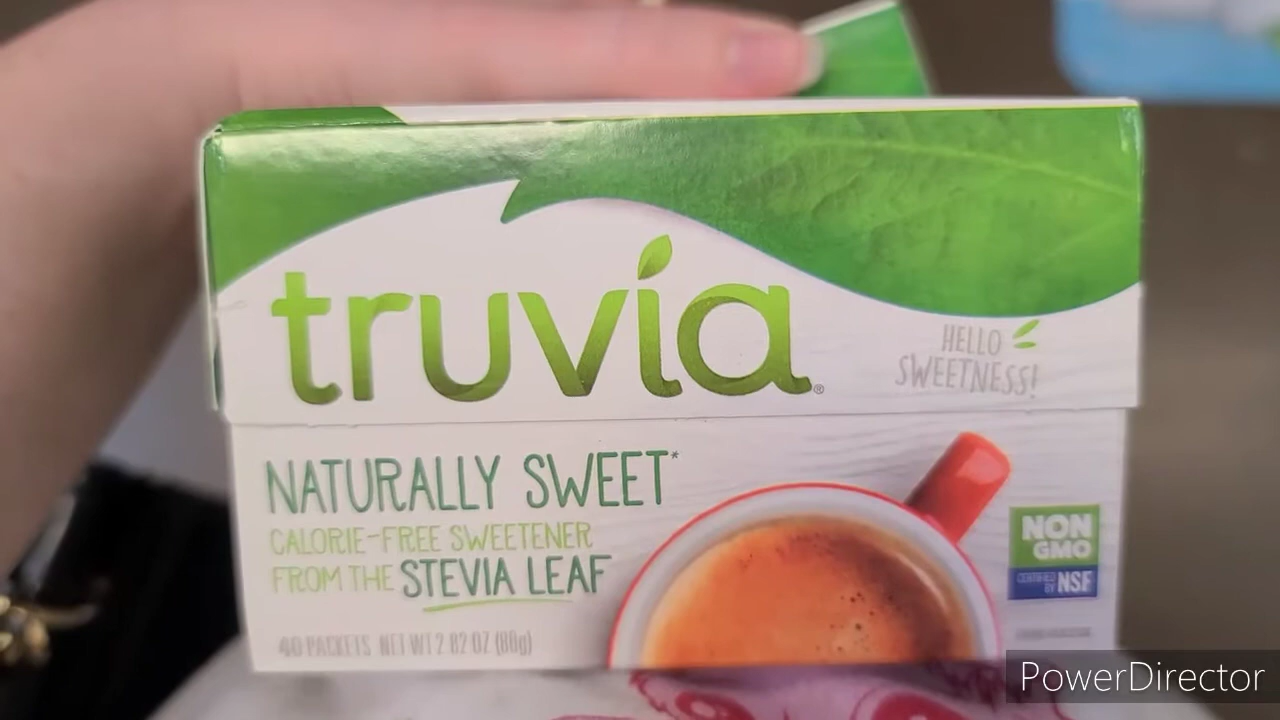 truvia®
HELLO
SWEETNESS!
NATURALLY SWEET*
CALORIE-FREE SWEETENER
FROM THE STEVIA LEAF
40 PACKETS NET WT 2.82 OZ (80g)
NON
GMO
CERTIFIED
BY NSF
PowerDirector